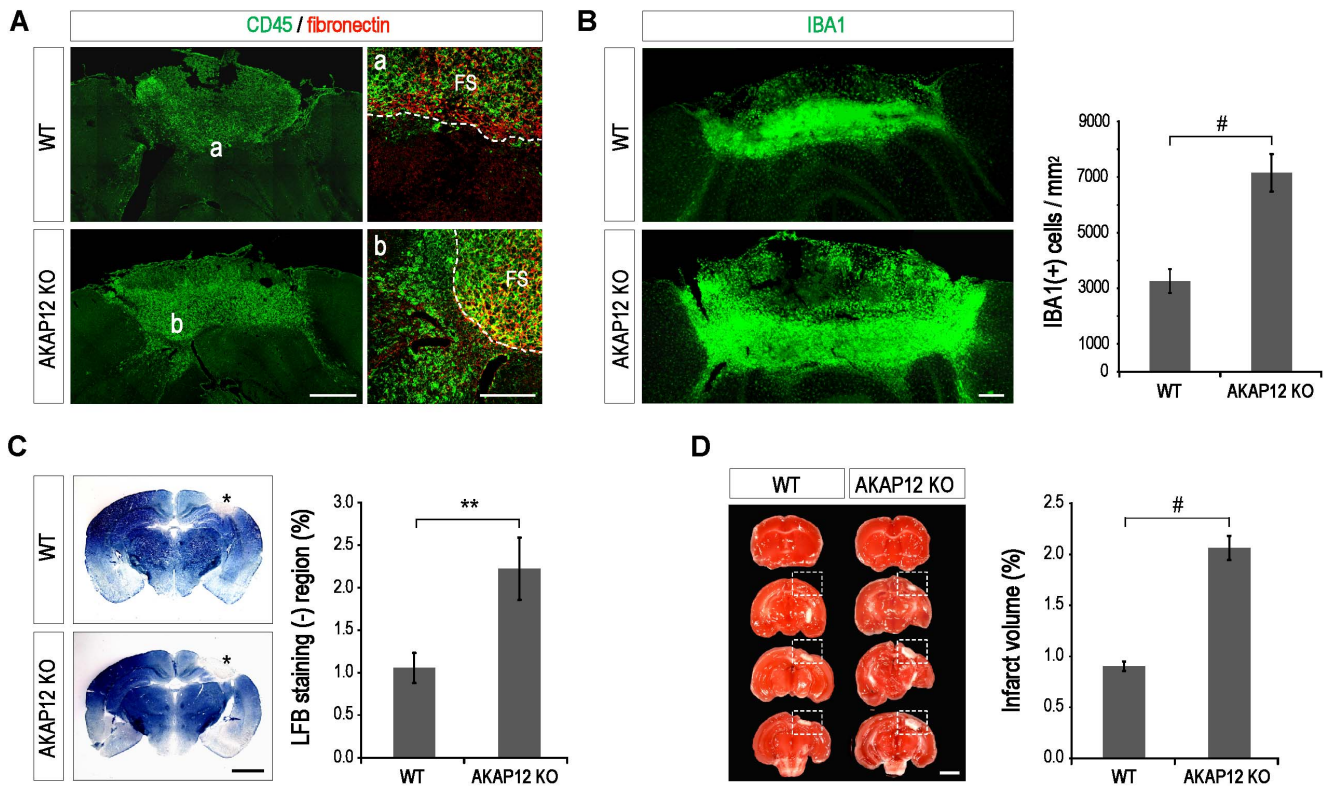 A
CD45 / fibronectin
WT
a
a
FS
AKAP12 KO
b
b
FS
B
IBA1
WT
AKAP12 KO
IBA1(+) cells / mm²
9000
7000
5000
3000
1000
0
#
WT
AKAP12 KO
C
WT
*
AKAP12 KO
*
LFB staining (-) region (%)
3.0
2.5
2.0
1.5
1.0
0.5
0.0
**
WT
AKAP12 KO
D
WT
AKAP12 KO
Infarct volume (%)
2.5
2.0
1.5
1.0
0.5
0.0
#
WT
AKAP12 KO